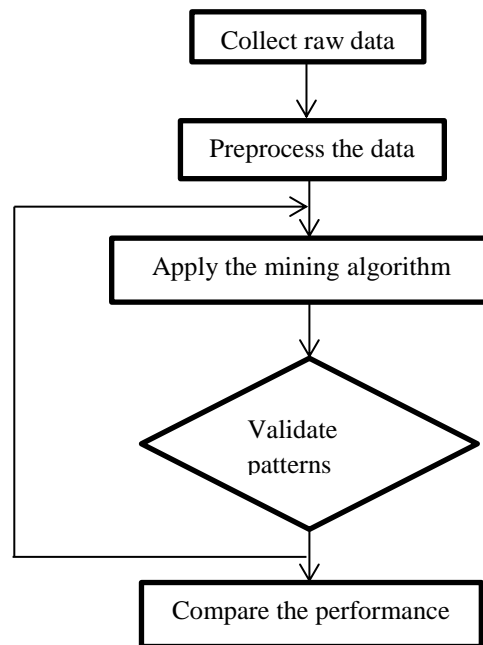 Collect raw data
Preprocess the data
Apply the mining algorithm
Validate
patterns
Compare the performance